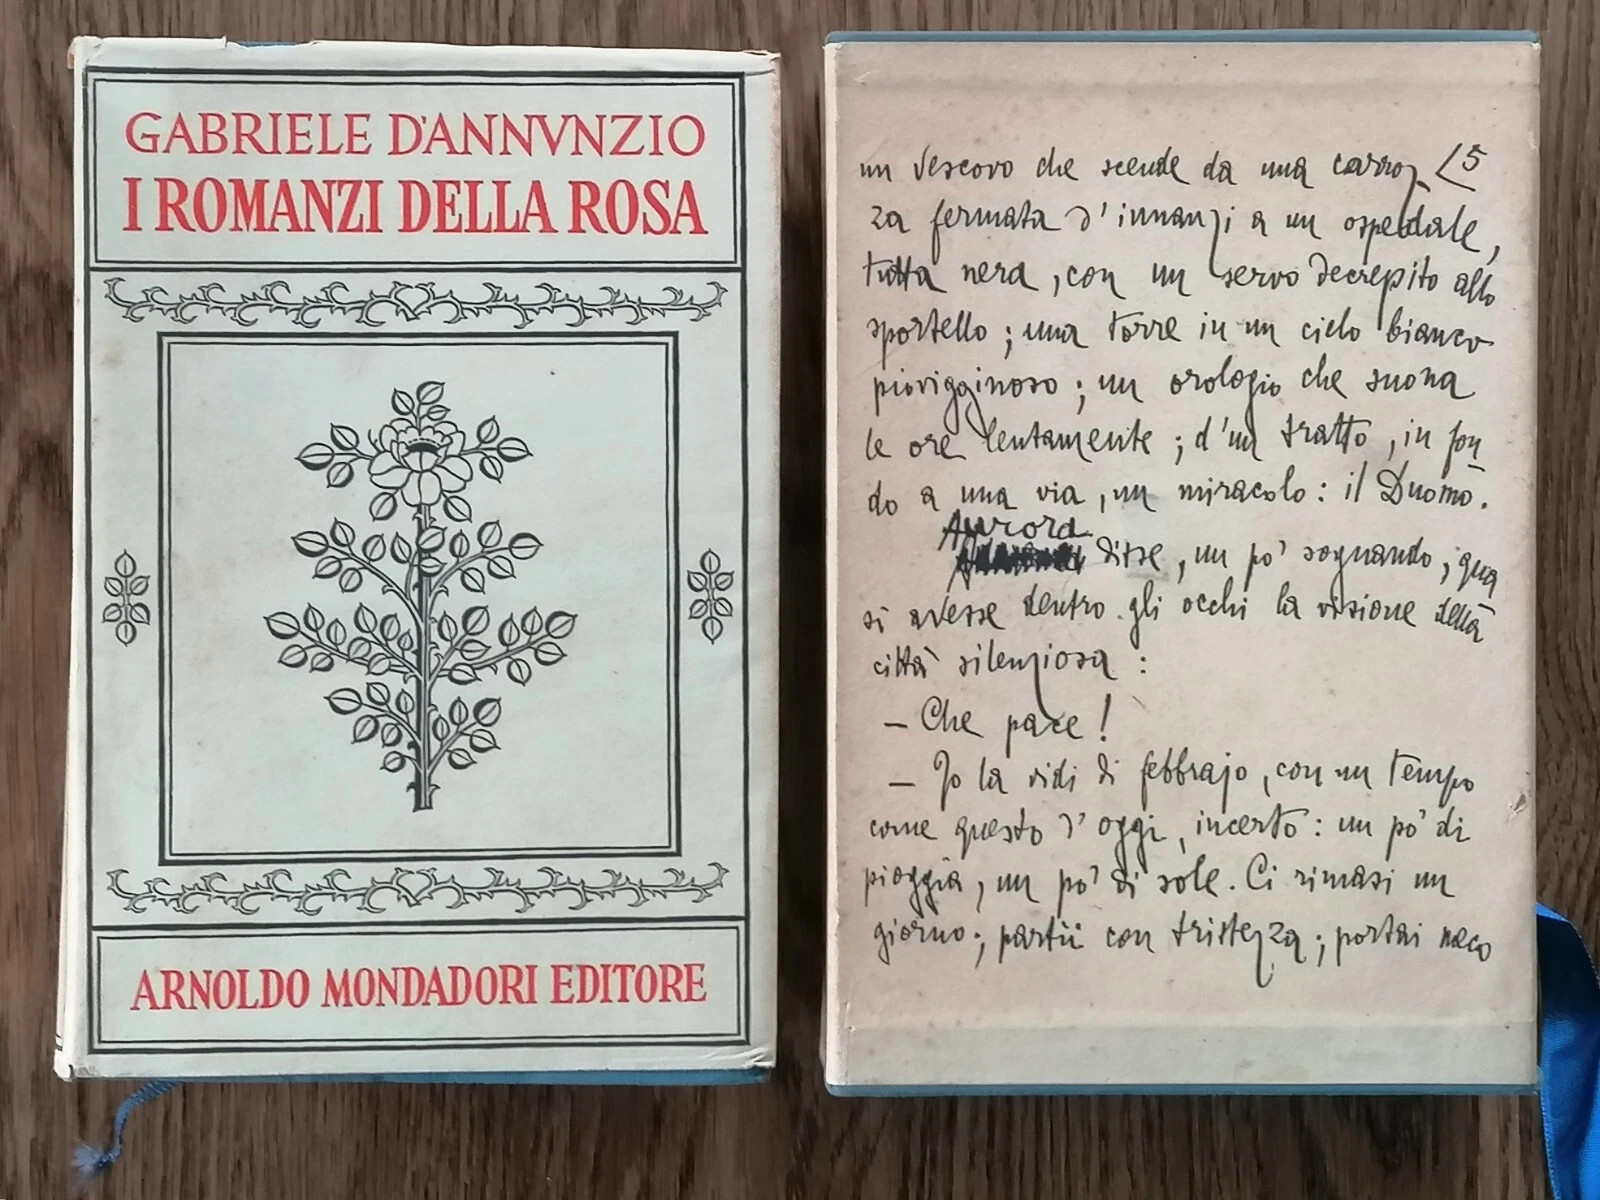 GABRIELE D'ANNVNZIO
I ROMANZI DELLA ROSA
ARNOLDO MONDADORI EDITORE
un vescovo che scende da una carroz 5
za fermata d'innanzi a un ospedale,
tutta nera, con un servo decrepito allo
sportello; una torre in un cielo bianco
piovigginoso; un orologio che suona
le ore lentamente; d'un tratto, in fon
do a una via, un miracolo: il Duomo.
Aurora
disse, un po' sognando, qua
si avesse dentro gli occhi la visione della
città silenziosa:
– Che pace!
– Io la vidi di febbrajo, con un tempo
come questo d'oggi, incerto: un po' di
pioggia, un po' di sole. Ci rimasi un
giorno; partii con tristezza; portai meco